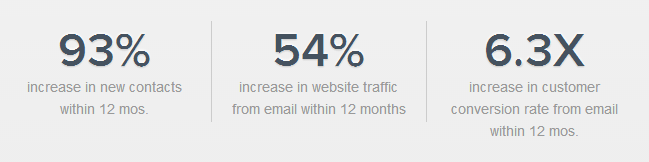 93%
increase in new contacts
within 12 mos.
54%
increase in website traffic
from email within 12 months
6.3X
increase in customer
conversion rate from email
within 12 mos.